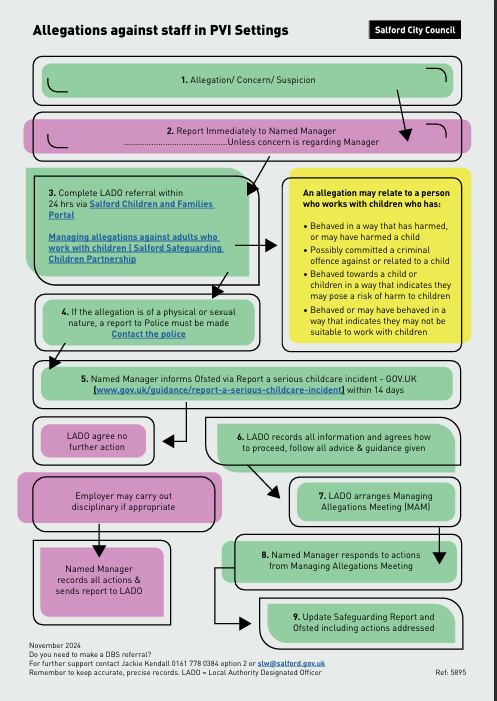 Allegations against staff in PVI Settings
Salford City Council
1. Allegation/ Concern/ Suspicion
2. Report Immediately to Named Manager
..........................................Unless concern is regarding Manager
3. Complete LADO referral within
24 hrs via Salford Children and Families
Portal
Managing allegations against adults who
work with children | Salford Safeguarding
Children Partnership
An allegation may relate to a person
who works with children who has:
• Behaved in a way that has harmed,
or may have harmed a child
• Possibly committed a criminal
offence against or related to a child
• Behaved towards a child or
children in a way that indicates they
may pose a risk of harm to children
• Behaved or may have behaved in a
way that indicates they may not be
suitable to work with children
4. If the allegation is of a physical or sexual
nature, a report to Police must be made
Contact the police
5. Named Manager informs Ofsted via Report a serious childcare incident - GOV.UK
(www.gov.uk/guidance/report-a-serious-childcare-incident) within 14 days
LADO agree no
further action
6. LADO records all information and agrees how
to proceed, follow all advice & guidance given
Employer may carry out
disciplinary if appropriate
7. LADO arranges Managing
Allegations Meeting (MAM)
Named Manager
records all actions &
sends report to LADO
8. Named Manager responds to actions
from Managing Allegations Meeting
9. Update Safeguarding Report and
Ofsted including actions addressed
November 2024
Do you need to make a DBS referral?
For further support contact Jackie Kendall 0161 778 0384 option 2 or slw@salford.gov.uk
Remember to keep accurate, precise records. LADO = Local Authority Designated Officer
Ref: 5895